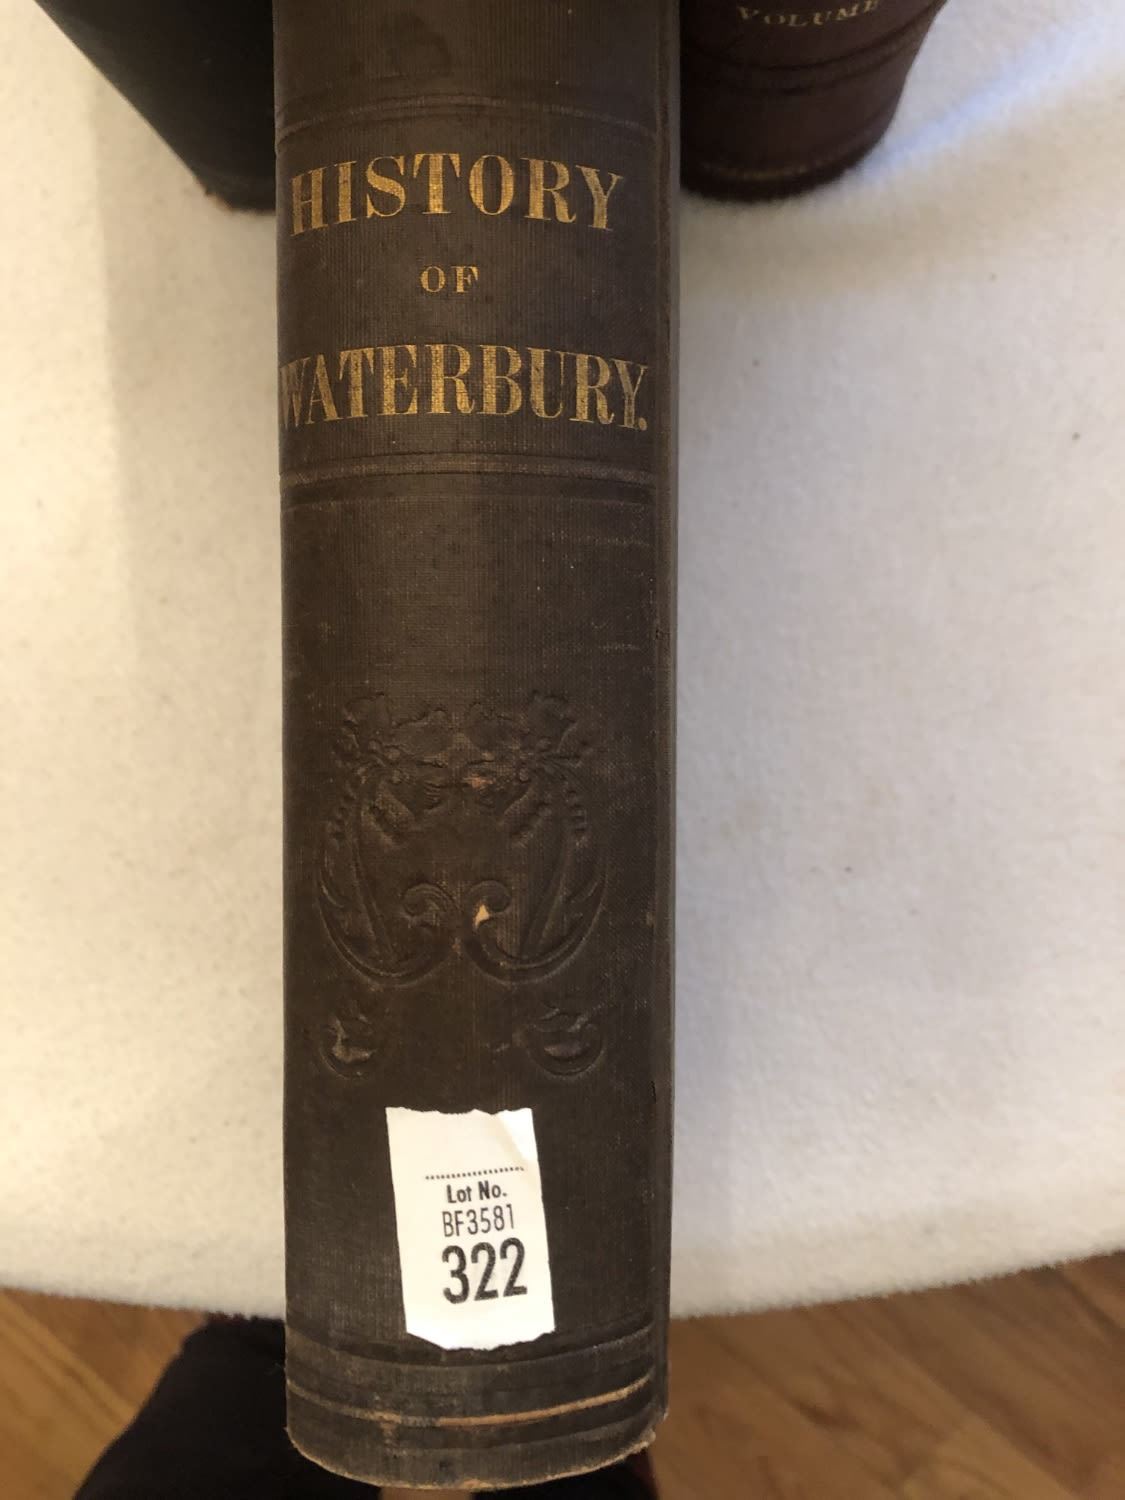 VOLUME
HISTORY
OF
WATERBURY.
Lot No.
BF3581
322